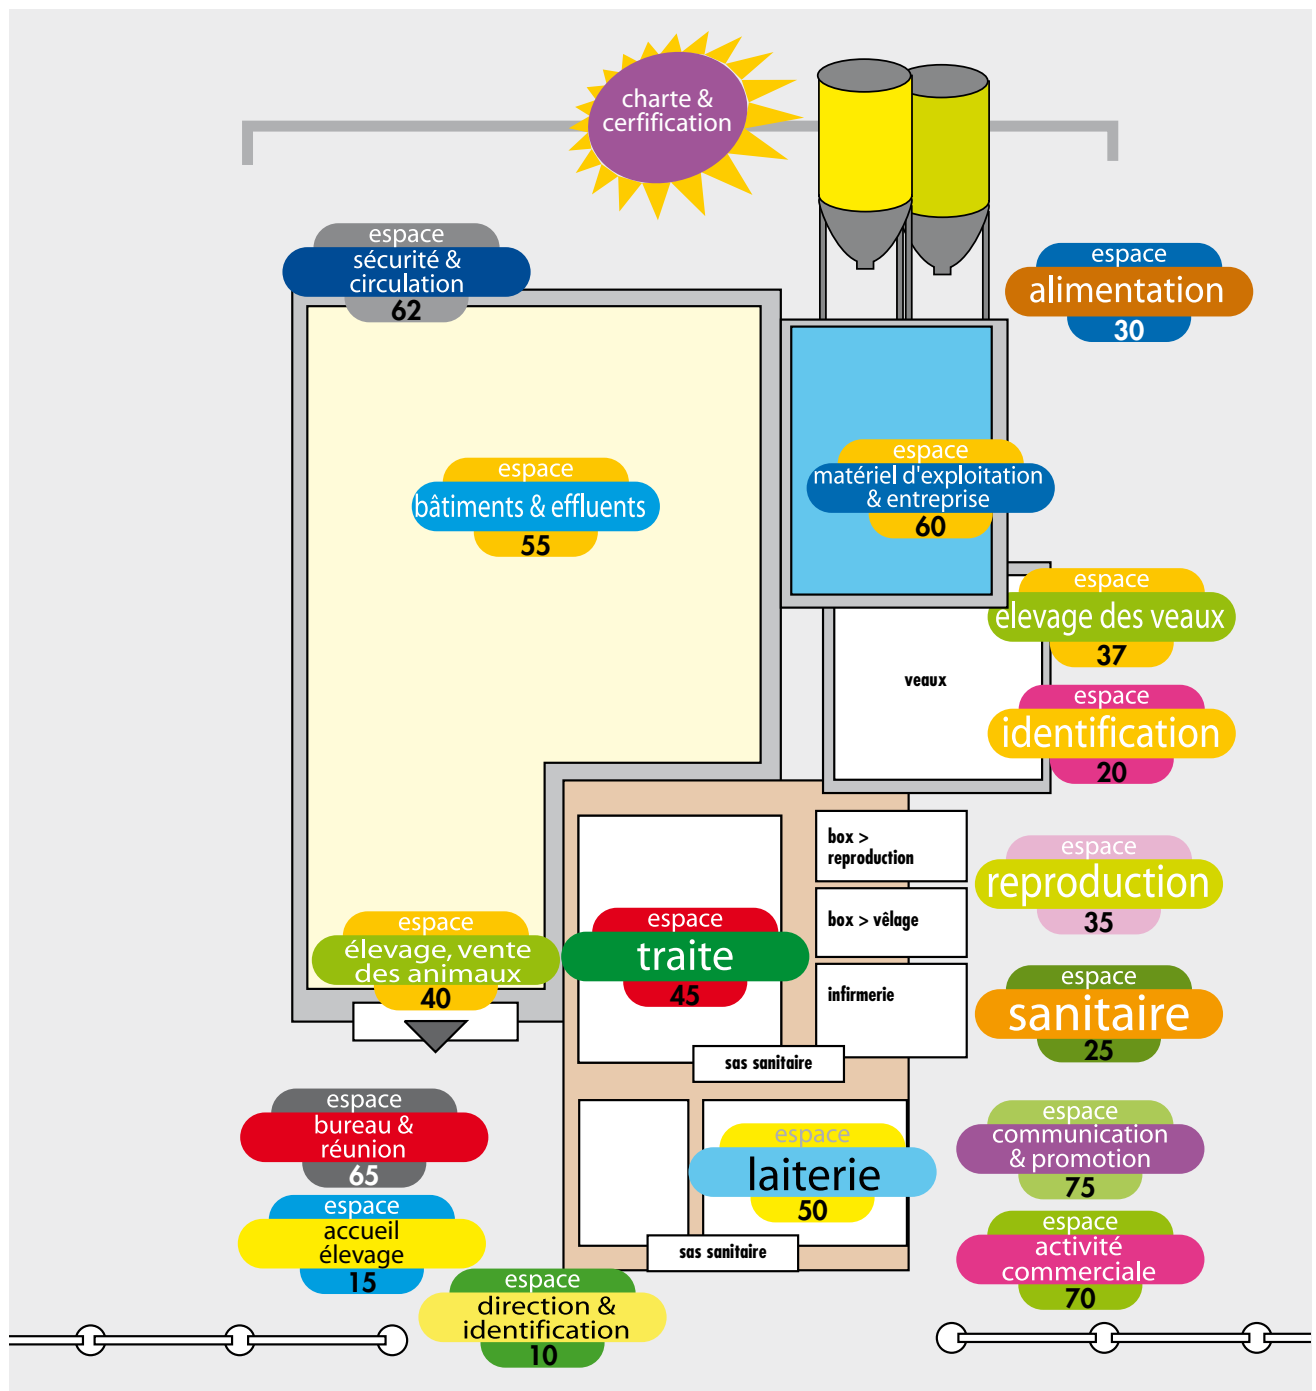 charte &
cerfification
espace
sécurité &
circulation
62
espace
alimentation
30
espace
bâtiments & effluents
55
espace
matériel d'exploitation
& entreprise
60
espace
elevage des veaux
37
veaux
espace
identification
20
box >
reproduction
espace
reproduction
35
box > vêlage
espace
élevage, vente
des animaux
40
espace
traite
45
infirmerie
espace
sanitaire
25
sas sanitaire
espace
bureau &
réunion
65
espace
laiterie
50
espace
communication
& promotion
75
espace
accueil
élevage
15
sas sanitaire
espace
activité
commerciale
70
espace
direction &
identification
10